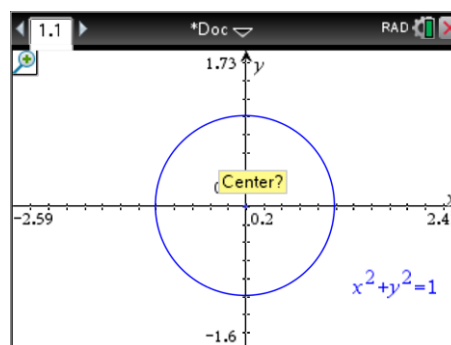 1.1
*Doc
RAD
1.73 y
Center?
x
-2.59
0.2
2.4
x²+y²=1
-1.6